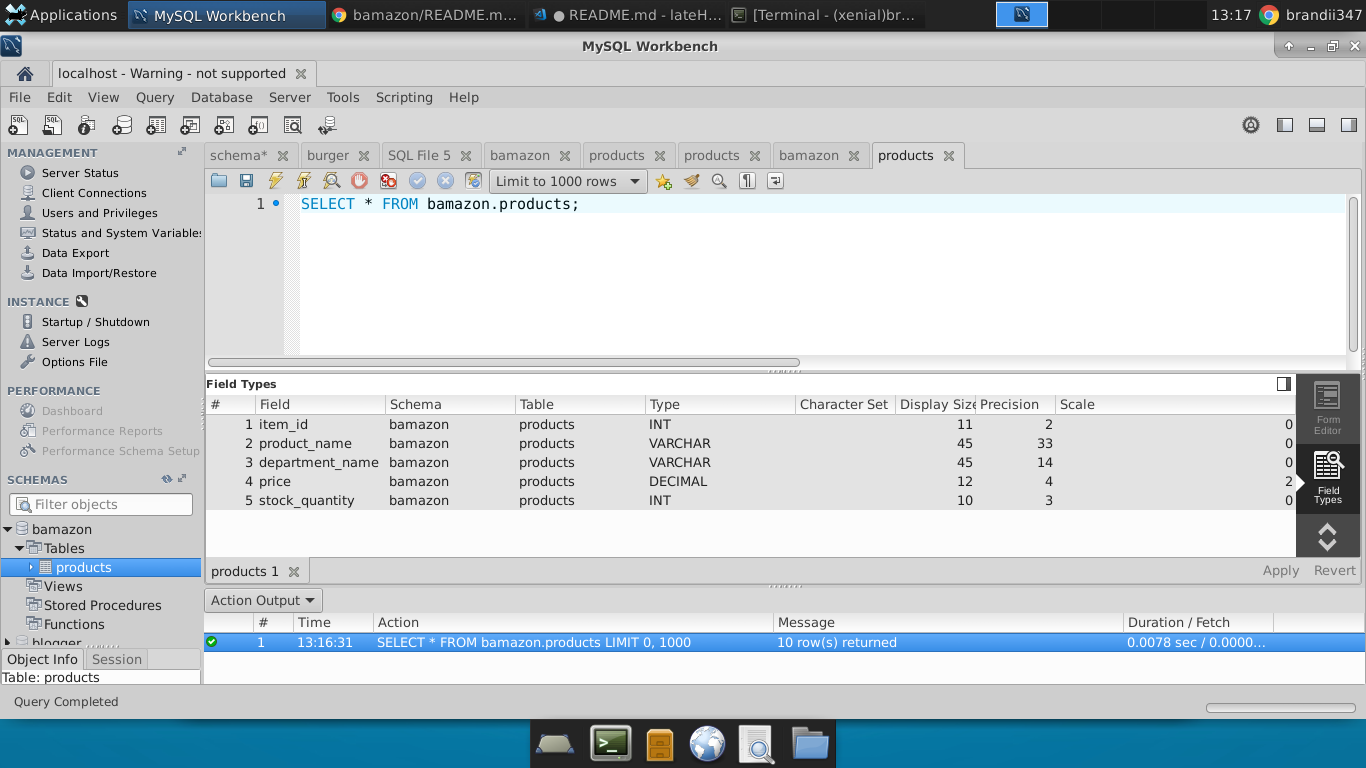 Applications MySQL Workbench bamazon/README.m... README.md - lateH... [Terminal - (xenial)br... 13:17 brandii347
MySQL Workbench
localhost - Warning - not supported
File Edit View Query Database Server Tools Scripting Help
MANAGEMENT
Server Status
Client Connections
Users and Privileges
Status and System Variables
Data Export
Data Import/Restore
INSTANCE
Startup / Shutdown
Server Logs
Options File
PERFORMANCE
Dashboard
Performance Reports
Performance Schema Setup
SCHEMAS
Filter objects
bamazon
Tables
products
Views
Stored Procedures
Functions
blogger
Object Info Session
Table: products
schema* burger SQL File 5 bamazon products products bamazon products
Limit to 1000 rows
1 SELECT * FROM bamazon.products;
Field Types
# Field Schema Table Type Character Set Display Size Precision Scale
1 item_id bamazon products INT 11 2 0
2 product_name bamazon products VARCHAR 45 33 0
3 department_name bamazon products VARCHAR 45 14 0
4 price bamazon products DECIMAL 12 4 2
5 stock_quantity bamazon products INT 10 3 0
Form
Editor
Field
Types
products 1 Apply Revert
Action Output
# Time Action Message Duration / Fetch
1 13:16:31 SELECT * FROM bamazon.products LIMIT 0, 1000 10 row(s) returned 0.0078 sec / 0.0000...
Query Completed